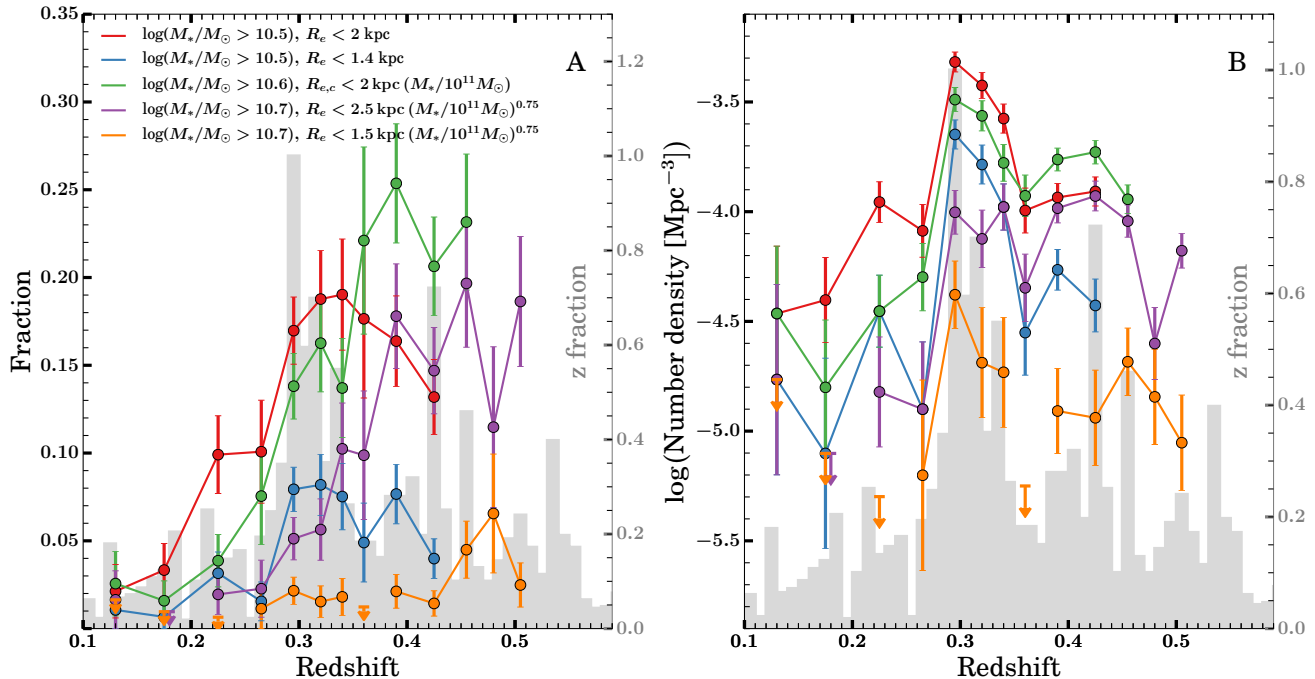 A
log(M*/M⊙ > 10.5), Re < 2 kpc
log(M*/M⊙ > 10.5), Re < 1.4 kpc
log(M*/M⊙ > 10.6), Re,c < 2 kpc (M*/10^11 M⊙)
log(M*/M⊙ > 10.7), Re < 2.5 kpc (M*/10^11 M⊙)^0.75
log(M*/M⊙ > 10.7), Re < 1.5 kpc (M*/10^11 M⊙)^0.75
Fraction
0.35
0.30
0.25
0.20
0.15
0.10
0.05
0.1
0.2
0.3
0.4
0.5
Redshift
1.2
1.0
0.8
0.6
0.4
0.2
0.0
z fraction
B
log(Number density [Mpc^−3])
−3.5
−4.0
−4.5
−5.0
−5.5
0.1
0.2
0.3
0.4
0.5
Redshift
1.0
0.8
0.6
0.4
0.2
0.0
z fraction